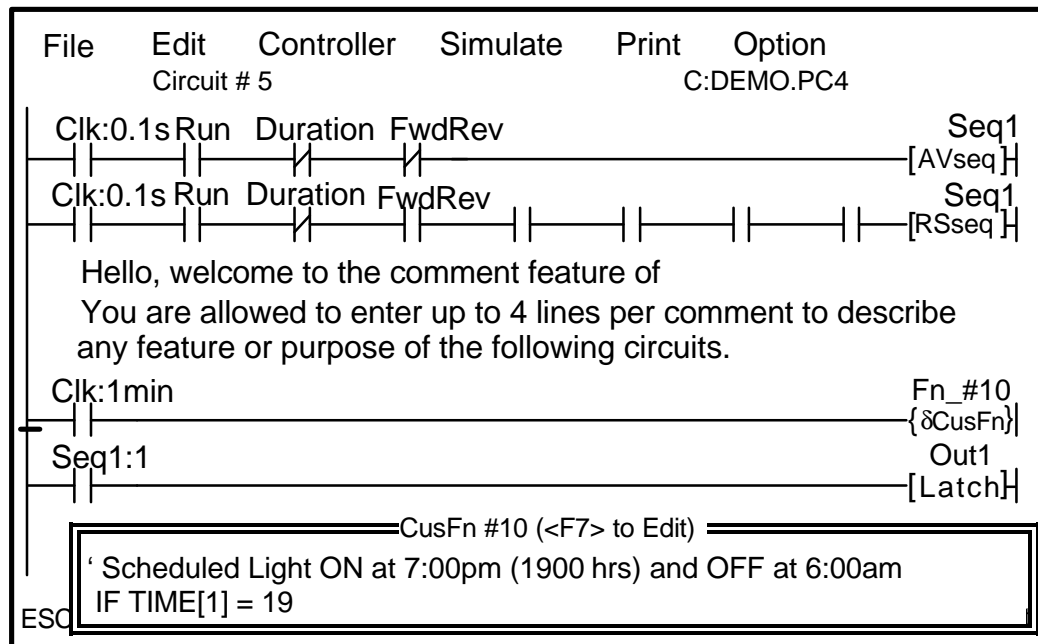 File Edit Controller Simulate Print Option
Circuit # 5 C:DEMO.PC4
Clk:0.1s Run Duration FwdRev Seq1
[AVseq]
Clk:0.1s Run Duration FwdRev Seq1
[RSseq]
Hello, welcome to the comment feature of
You are allowed to enter up to 4 lines per comment to describe
any feature or purpose of the following circuits.
Clk:1min Fn_#10
{δCusFn}
Seq1:1 Out1
[Latch]
CusFn #10 (<F7> to Edit)
‘ Scheduled Light ON at 7:00pm (1900 hrs) and OFF at 6:00am
IF TIME[1] = 19
ESC